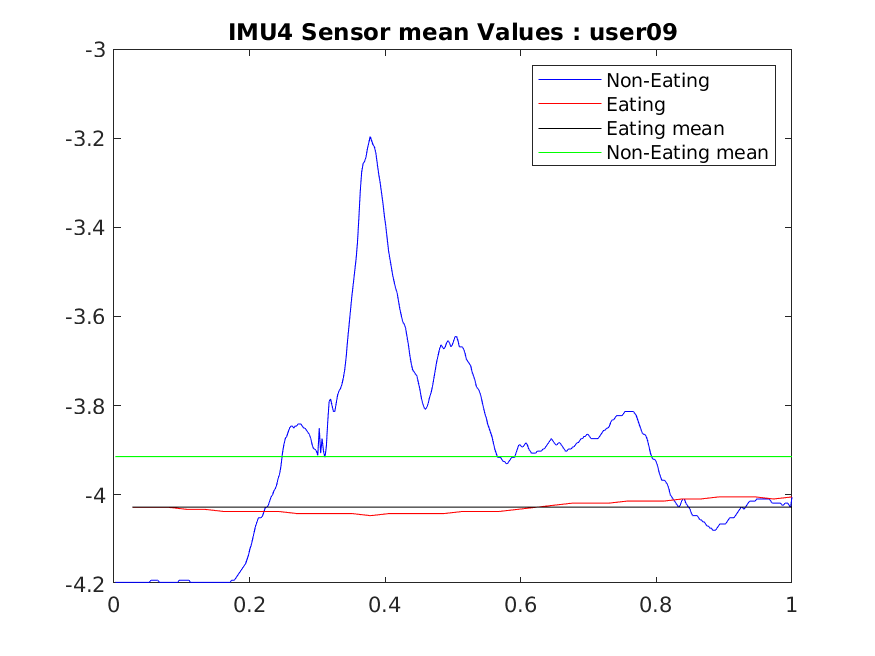 IMU4 Sensor mean Values : user09
Non-Eating
Eating
Eating mean
Non-Eating mean
-3
-3.2
-3.4
-3.6
-3.8
-4
-4.2
0 0.2 0.4 0.6 0.8 1